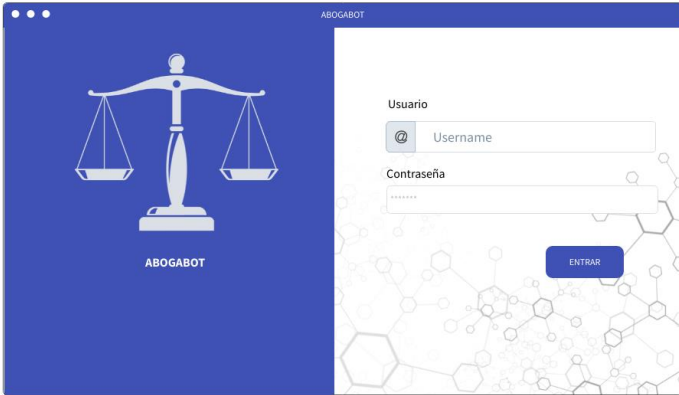 ABOGABOT
ABOGABOT
Usuario
@ Username
Contraseña
*******
ENTRAR